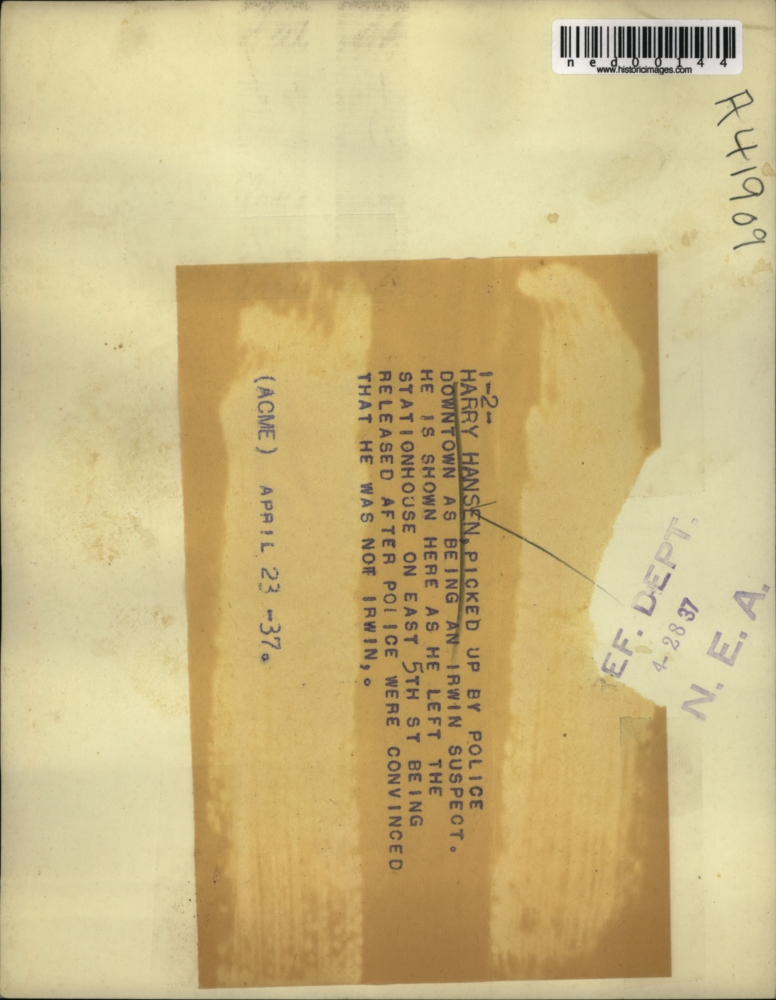 ned00144
www.historicimages.com
A41909
1-2-
HARRY HANSEN, PICKED UP BY POLICE
DOWNTOWN AS BEING AN IRWIN SUSPECT.
HE IS SHOWN HERE AS HE LEFT THE
STATIONHOUSE ON EAST 5TH ST BEING
RELEASED AFTER POLICE WERE CONVINCED
THAT HE WAS NOT IRWIN,.
(ACME) APRIL 23 -37.
EF. DEPT.
4-28 37
N. E. A.